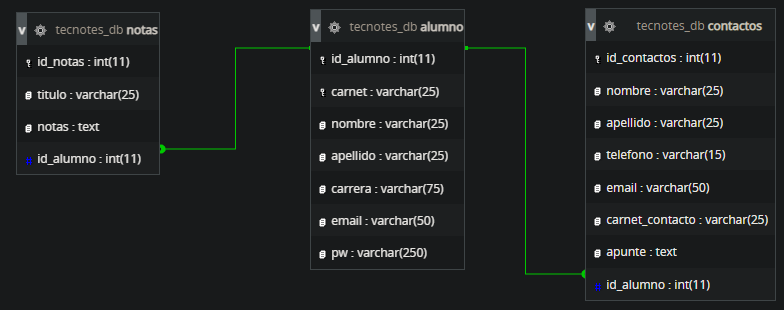 v tecnotes_db notas
id_notas : int(11)
titulo : varchar(25)
notas : text
id_alumno : int(11)
v tecnotes_db alumno
id_alumno : int(11)
carnet : varchar(25)
nombre : varchar(25)
apellido : varchar(25)
carrera : varchar(75)
email : varchar(50)
pw : varchar(250)
v tecnotes_db contactos
id_contactos : int(11)
nombre : varchar(25)
apellido : varchar(25)
telefono : varchar(15)
email : varchar(50)
carnet_contacto : varchar(25)
apunte : text
id_alumno : int(11)